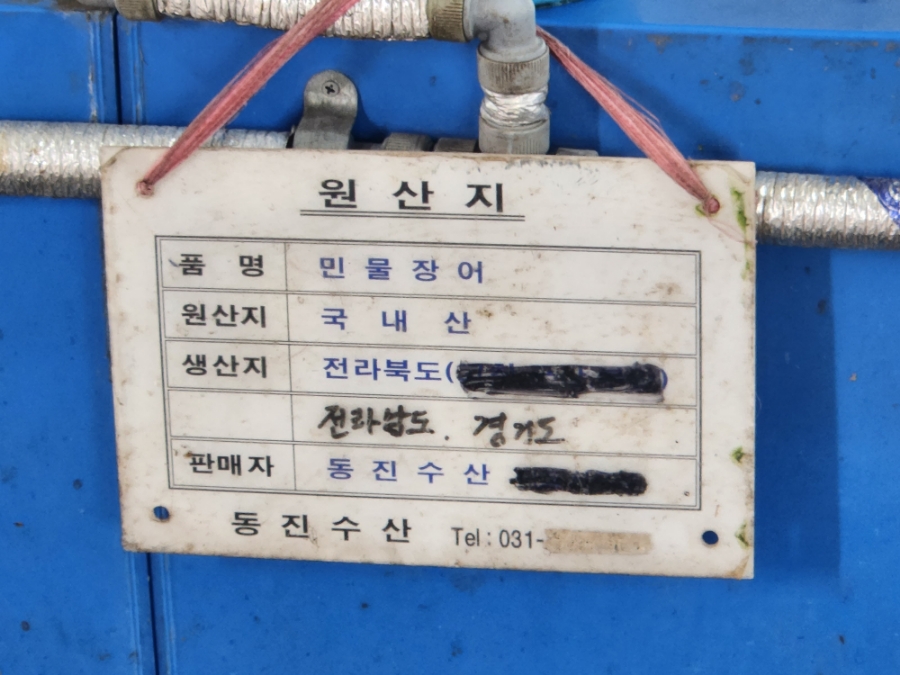 원 산 지
품 명 민 물 장 어
원산지 국 내 산
생산지 전라북도(
전라남도. 경기도
판매자 동 진 수 산
동 진 수 산 Tel : 031-